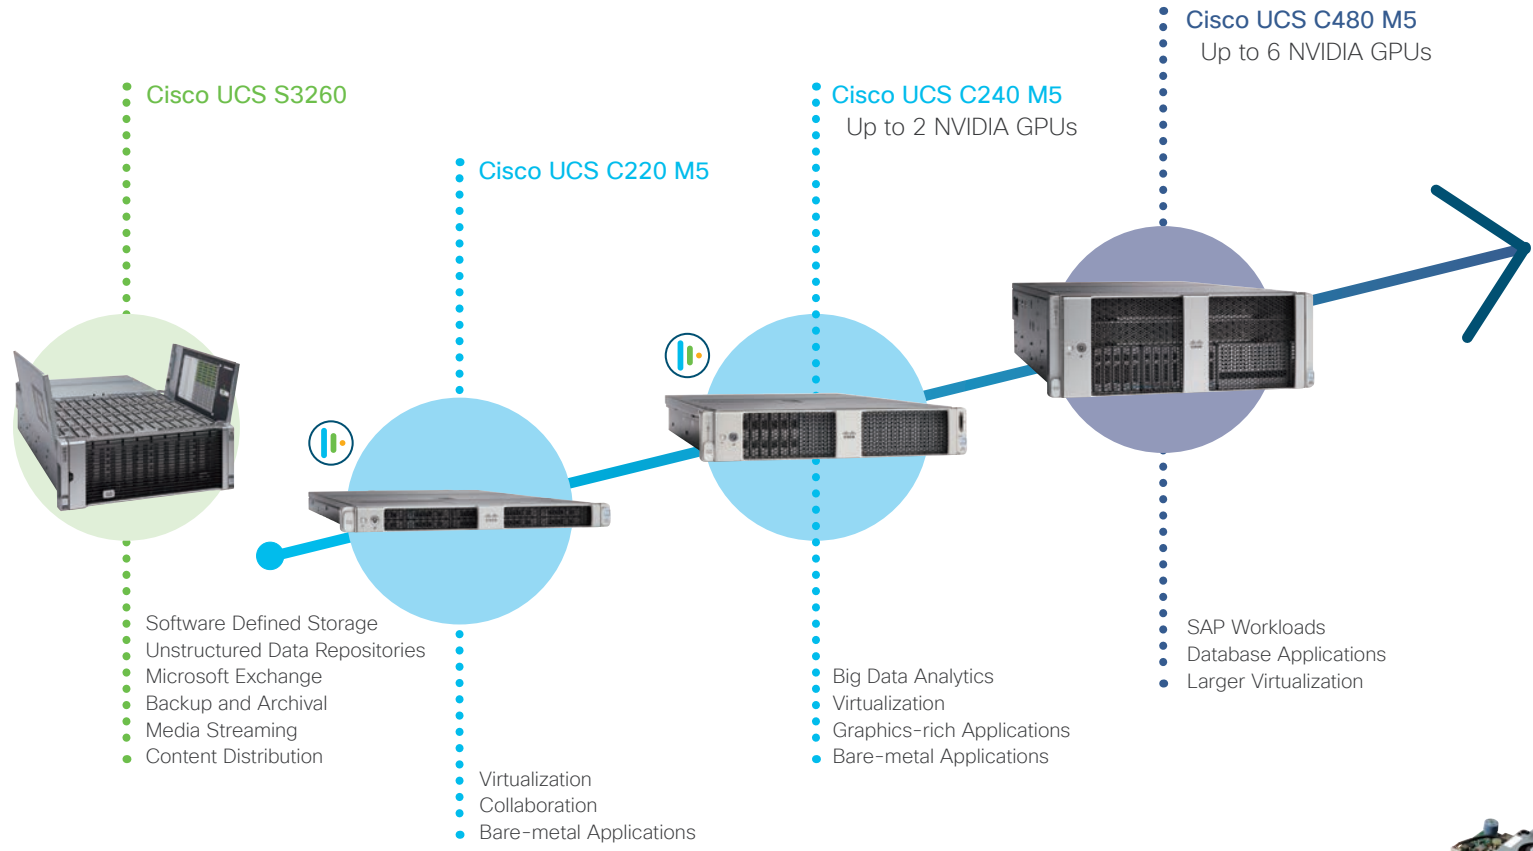 Cisco UCS S3260
Software Defined Storage
Unstructured Data Repositories
Microsoft Exchange
Backup and Archival
Media Streaming
Content Distribution
Cisco UCS C220 M5
Virtualization
Collaboration
Bare-metal Applications
Cisco UCS C240 M5
Up to 2 NVIDIA GPUs
Big Data Analytics
Virtualization
Graphics-rich Applications
Bare-metal Applications
Cisco UCS C480 M5
Up to 6 NVIDIA GPUs
SAP Workloads
Database Applications
Larger Virtualization